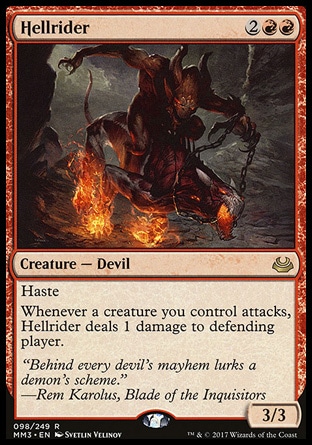 Hellrider 2
Creature — Devil
Haste
Whenever a creature you control attacks,
Hellrider deals 1 damage to defending
player.
“Behind every devil’s mayhem lurks a
demon’s scheme.”
—Rem Karolus, Blade of the Inquisitors
3/3
098/249 R
MM3 • EN Svetlin Velinov
™ & © 2017 Wizards of the Coast